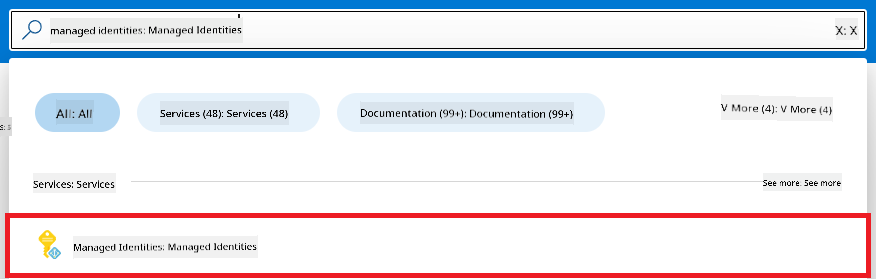 managed identities: Managed Identities
X: X
All: All
Services (48): Services (48)
Documentation (99+): Documentation (99+)
V More (4): V More (4)
Services: Services
See more: See more
Managed Identities: Managed Identities